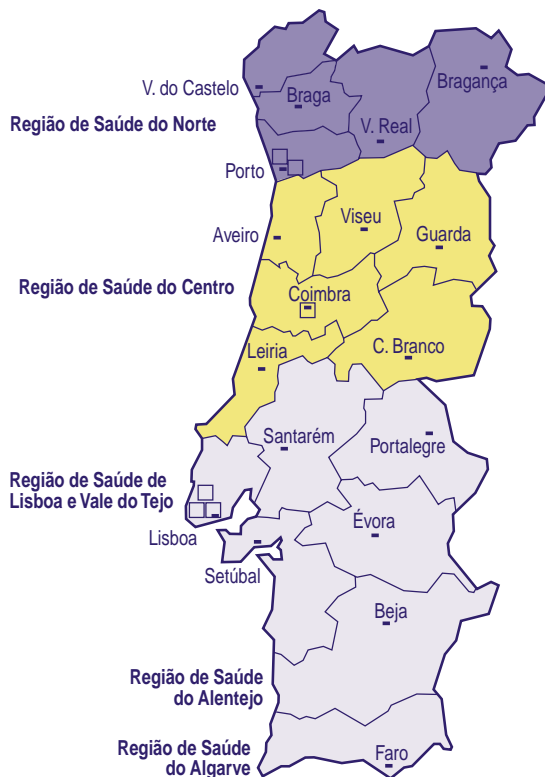 V. do Castelo
Braga
Bragança
Região de Saúde do Norte
V. Real
Porto
Viseu
Aveiro
Guarda
Região de Saúde do Centro
Coimbra
Leiria
C. Branco
Santarém
Portalegre
Região de Saúde de
Lisboa e Vale do Tejo
Lisboa
Évora
Setúbal
Beja
Região de Saúde
do Alentejo
Região de Saúde
do Algarve
Faro